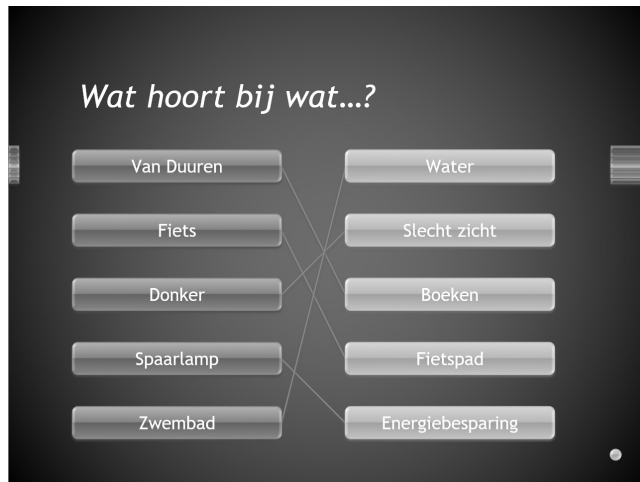 Wat hoort bij wat…?
Van Duuren
Water
Fiets
Slecht zicht
Donker
Boeken
Spaarlamp
Fietspad
Zwembad
Energiebesparing